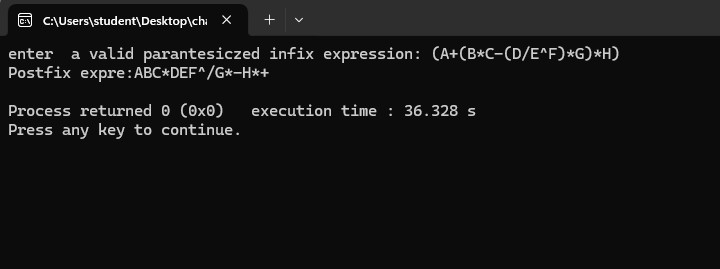 C:\Users\student\Desktop\cha
enter  a valid parantesiczed infix expression: (A+(B*C-(D/E^F)*G)*H)
Postfix expre:ABC*DEF^/G*-H*+
Process returned 0 (0x0)   execution time : 36.328 s
Press any key to continue.